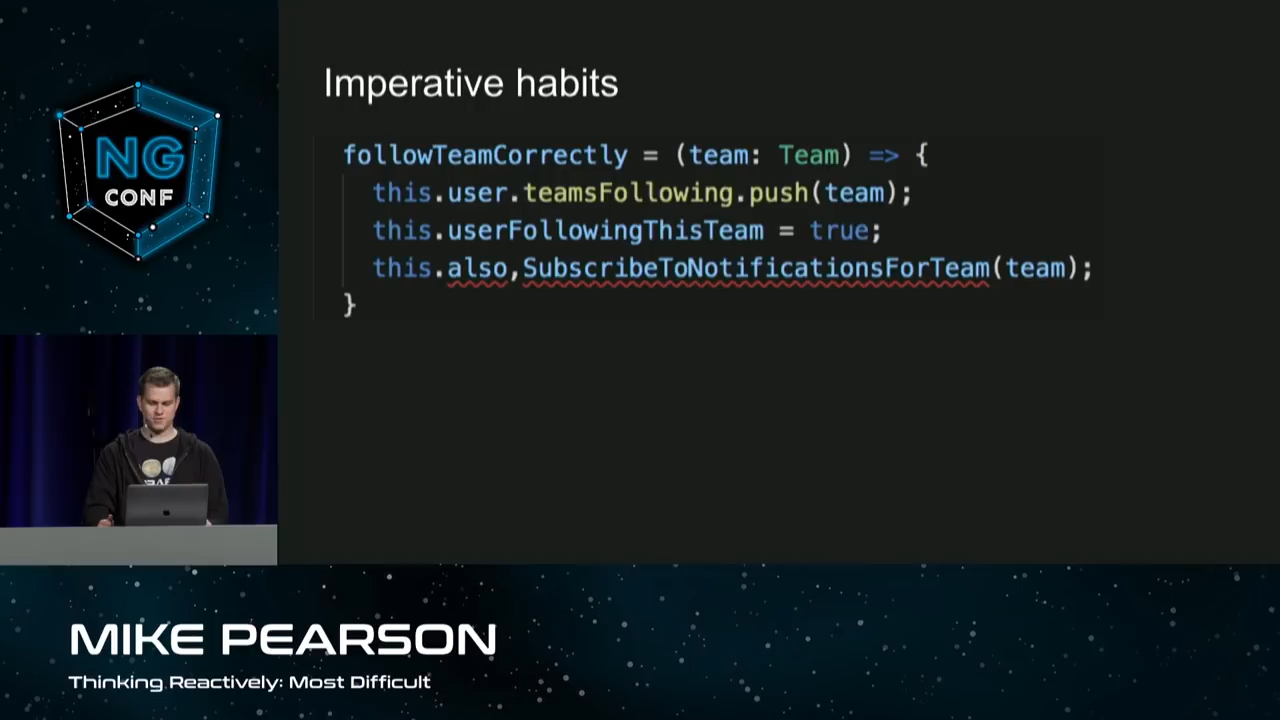 NG
CONF
Imperative habits
followTeamCorrectly = (team: Team) => {
this.user.teamsFollowing.push(team);
this.userFollowingThisTeam = true;
this.also,SubscribeToNotificationsForTeam(team);
}
MIKE PEARSON
Thinking Reactively: Most Difficult